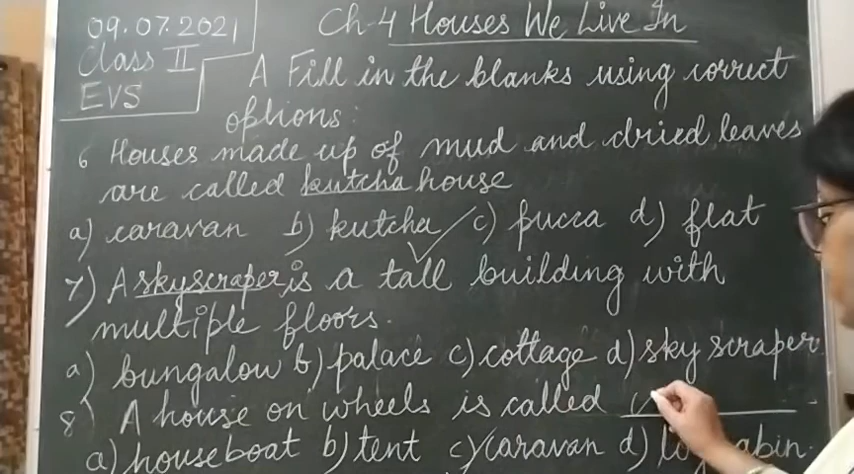 09.07.2021
Class II
EVS
Ch-4 Houses We Live In
A Fill in the blanks using correct
options:
6 Houses made up of mud and dried leaves
are called kutcha house
a) caravan b) kutcha ✓ c) pucca d) flat
7) A skyscraper is a tall building with
multiple floors.
a) bungalow b) palace c) cottage d) sky scraper
8) A house on wheels is called
a) houseboat b) tent c) caravan d)